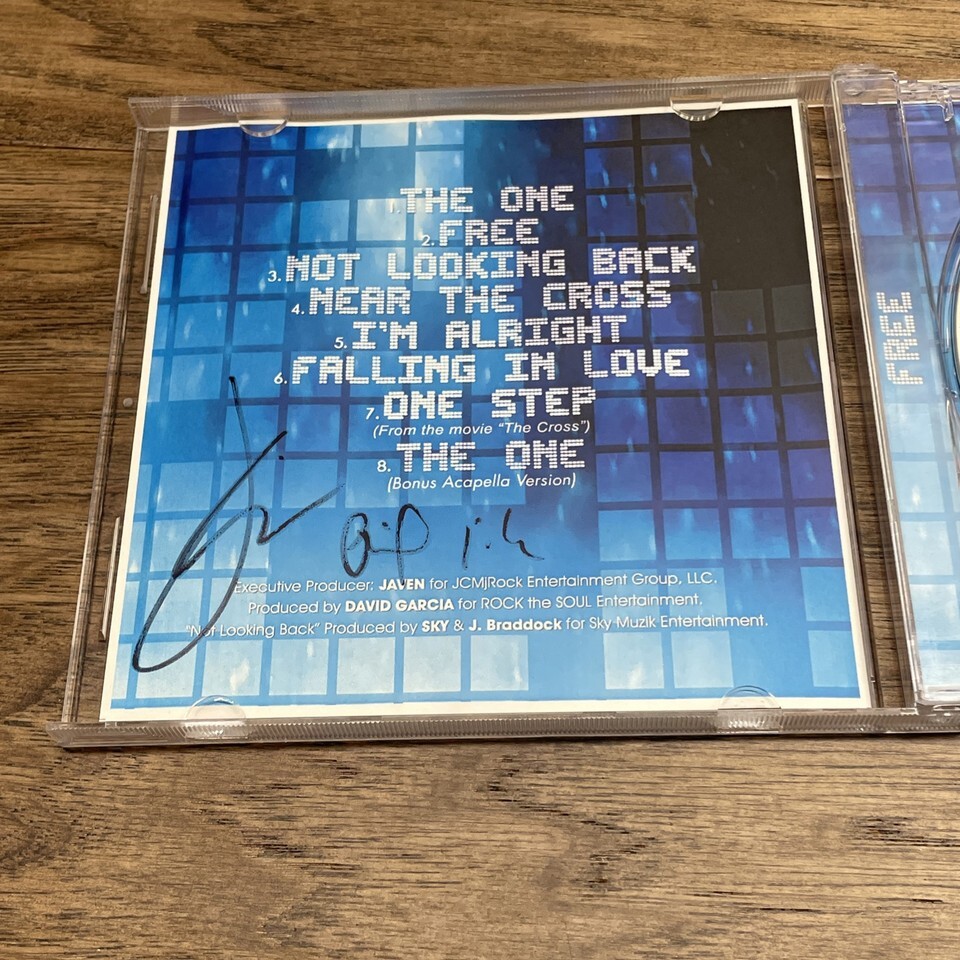 1. THE ONE
2. FREE
3. NOT LOOKING BACK
4. NEAR THE CROSS
5. I'M ALRIGHT
6. FALLING IN LOVE
7. ONE STEP
(From the movie "The Cross")
8. THE ONE
(Bonus Acapella Version)
Executive Producer: JAVEN for JCMjRock Entertainment Group, LLC.
Produced by DAVID GARCIA for ROCK the SOUL Entertainment.
"Not Looking Back" Produced by SKY & J. Braddock for Sky Muzik Entertainment.
FREE